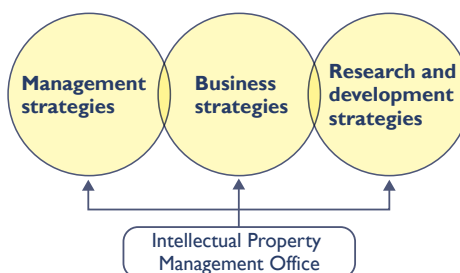 Management
strategies
Business
strategies
Research and
development
strategies
Intellectual Property
Management Office